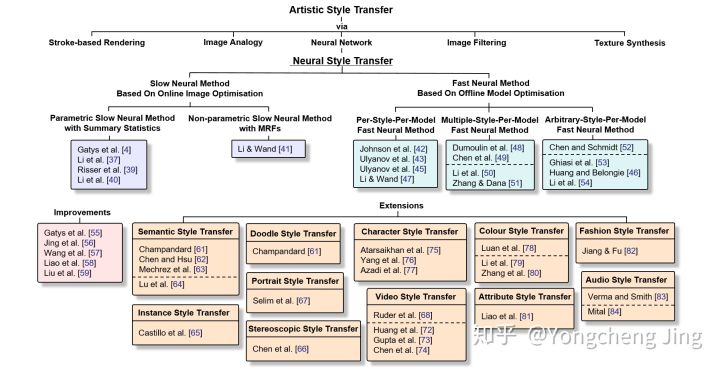 Artistic Style Transfer
via
Stroke-based Rendering
Image Analogy
Neural Network
Image Filtering
Texture Synthesis
Neural Style Transfer
Slow Neural Method
Based On Online Image Optimisation
Fast Neural Method
Based On Offline Model Optimisation
Parametric Slow Neural Method
with Summary Statistics
Non-parametric Slow Neural Method
with MRFs
Per-Style-Per-Model
Fast Neural Method
Multiple-Style-Per-Model
Fast Neural Method
Arbitrary-Style-Per-Model
Fast Neural Method
Gatys et al. [4]
Li et al. [37]
Risser et al. [39]
Li et al. [40]
Li & Wand [41]
Johnson et al. [42]
Ulyanov et al. [43]
Ulyanov et al. [45]
Li & Wand [47]
Dumoulin et al. [48]
Chen et al. [49]
Li et al. [50]
Zhang & Dana [51]
Chen and Schmidt [52]
Ghiasi et al. [53]
Huang and Belongie [46]
Li et al. [54]
Improvements
Gatys et al. [55]
Jing et al. [56]
Wang et al. [57]
Liao et al. [58]
Liu et al. [59]
Extensions
Semantic Style Transfer
Champandard [61]
Chen and Hsu [62]
Mechrez et al. [63]
Lu et al. [64]
Instance Style Transfer
Castillo et al. [65]
Doodle Style Transfer
Champandard [61]
Portrait Style Transfer
Selim et al. [67]
Stereoscopic Style Transfer
Chen et al. [66]
Character Style Transfer
Atarsaikhan et al. [75]
Yang et al. [76]
Azadi et al. [77]
Video Style Transfer
Ruder et al. [68]
Huang et al. [72]
Gupta et al. [73]
Chen et al. [74]
Colour Style Transfer
Luan et al. [78]
Li et al. [79]
Zhang et al. [80]
Attribute Style Transfer
Liao et al. [81]
Fashion Style Transfer
Jiang & Fu [82]
Audio Style Transfer
Verma and Smith [83]
Mital [84]
知乎 @Yongcheng Jing